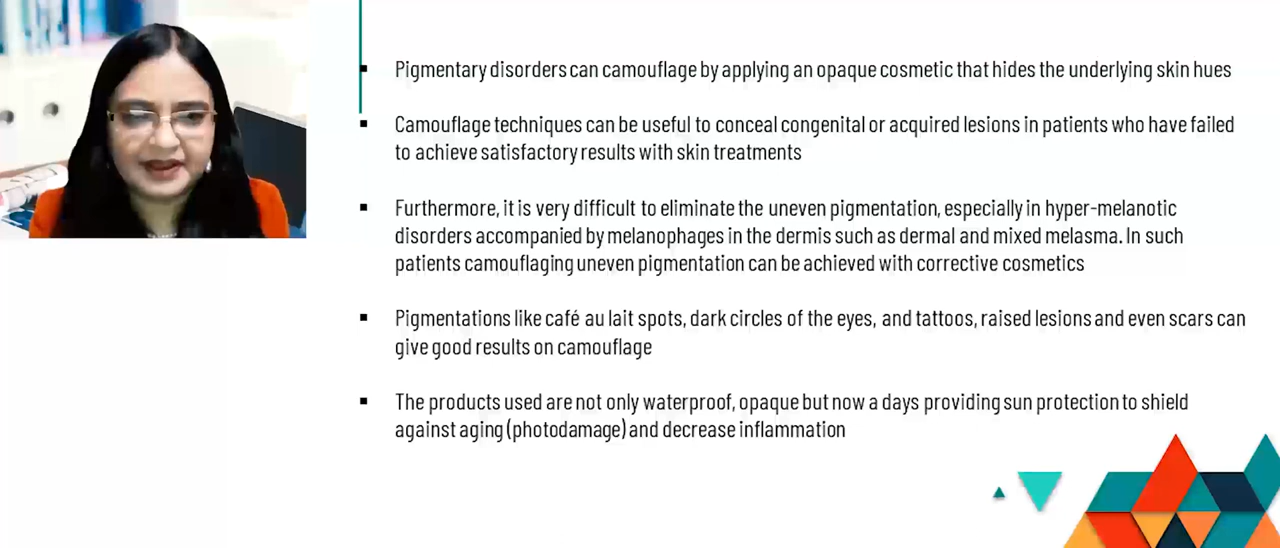 ▪ Pigmentary disorders can camouflage by applying an opaque cosmetic that hides the underlying skin hues
▪ Camouflage techniques can be useful to conceal congenital or acquired lesions in patients who have failed
to achieve satisfactory results with skin treatments
▪ Furthermore, it is very difficult to eliminate the uneven pigmentation, especially in hyper-melanotic
disorders accompanied by melanophages in the dermis such as dermal and mixed melasma. In such
patients camouflaging uneven pigmentation can be achieved with corrective cosmetics
▪ Pigmentations like café au lait spots, dark circles of the eyes, and tattoos, raised lesions and even scars can
give good results on camouflage
▪ The products used are not only waterproof, opaque but now a days providing sun protection to shield
against aging (photodamage) and decrease inflammation